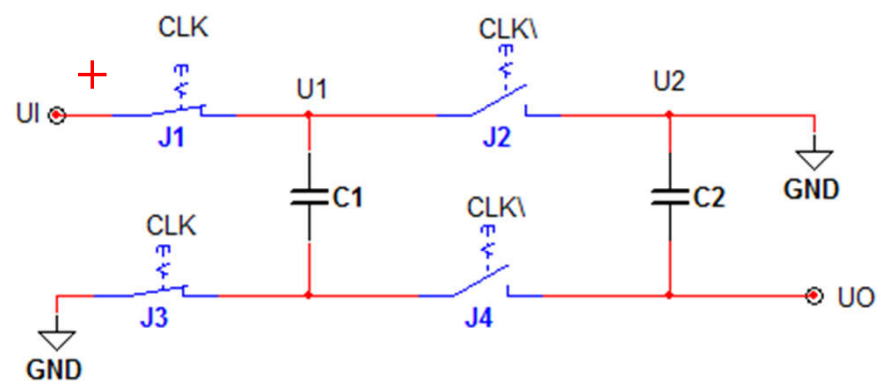 CLK
CLK\
+
UI
U1
U2
J1
J2
GND
C1
C2
CLK
CLK\
J3
J4
UO
GND